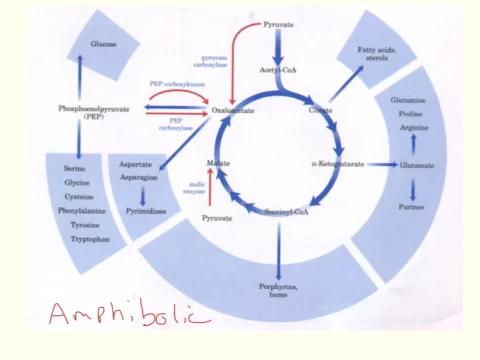 Pyruvate
Glucose
pyruvate
carboxylase
Fatty acids,
sterols
Acetyl-CoA
PEP carboxykinase
Glutamine
Proline
Arginine
Phosphoenolpyruvate
(PEP)
Oxaloacetate
Citrate
PEP
carboxylase
Serine
Glycine
Cysteine
Phenylalanine
Tyrosine
Tryptophan
Aspartate
Asparagine
Pyrimidines
Malate
α-Ketoglutarate
Glutamate
malic
enzyme
Purines
Pyruvate
Succinyl-CoA
Porphyrins,
heme
Amphibolic